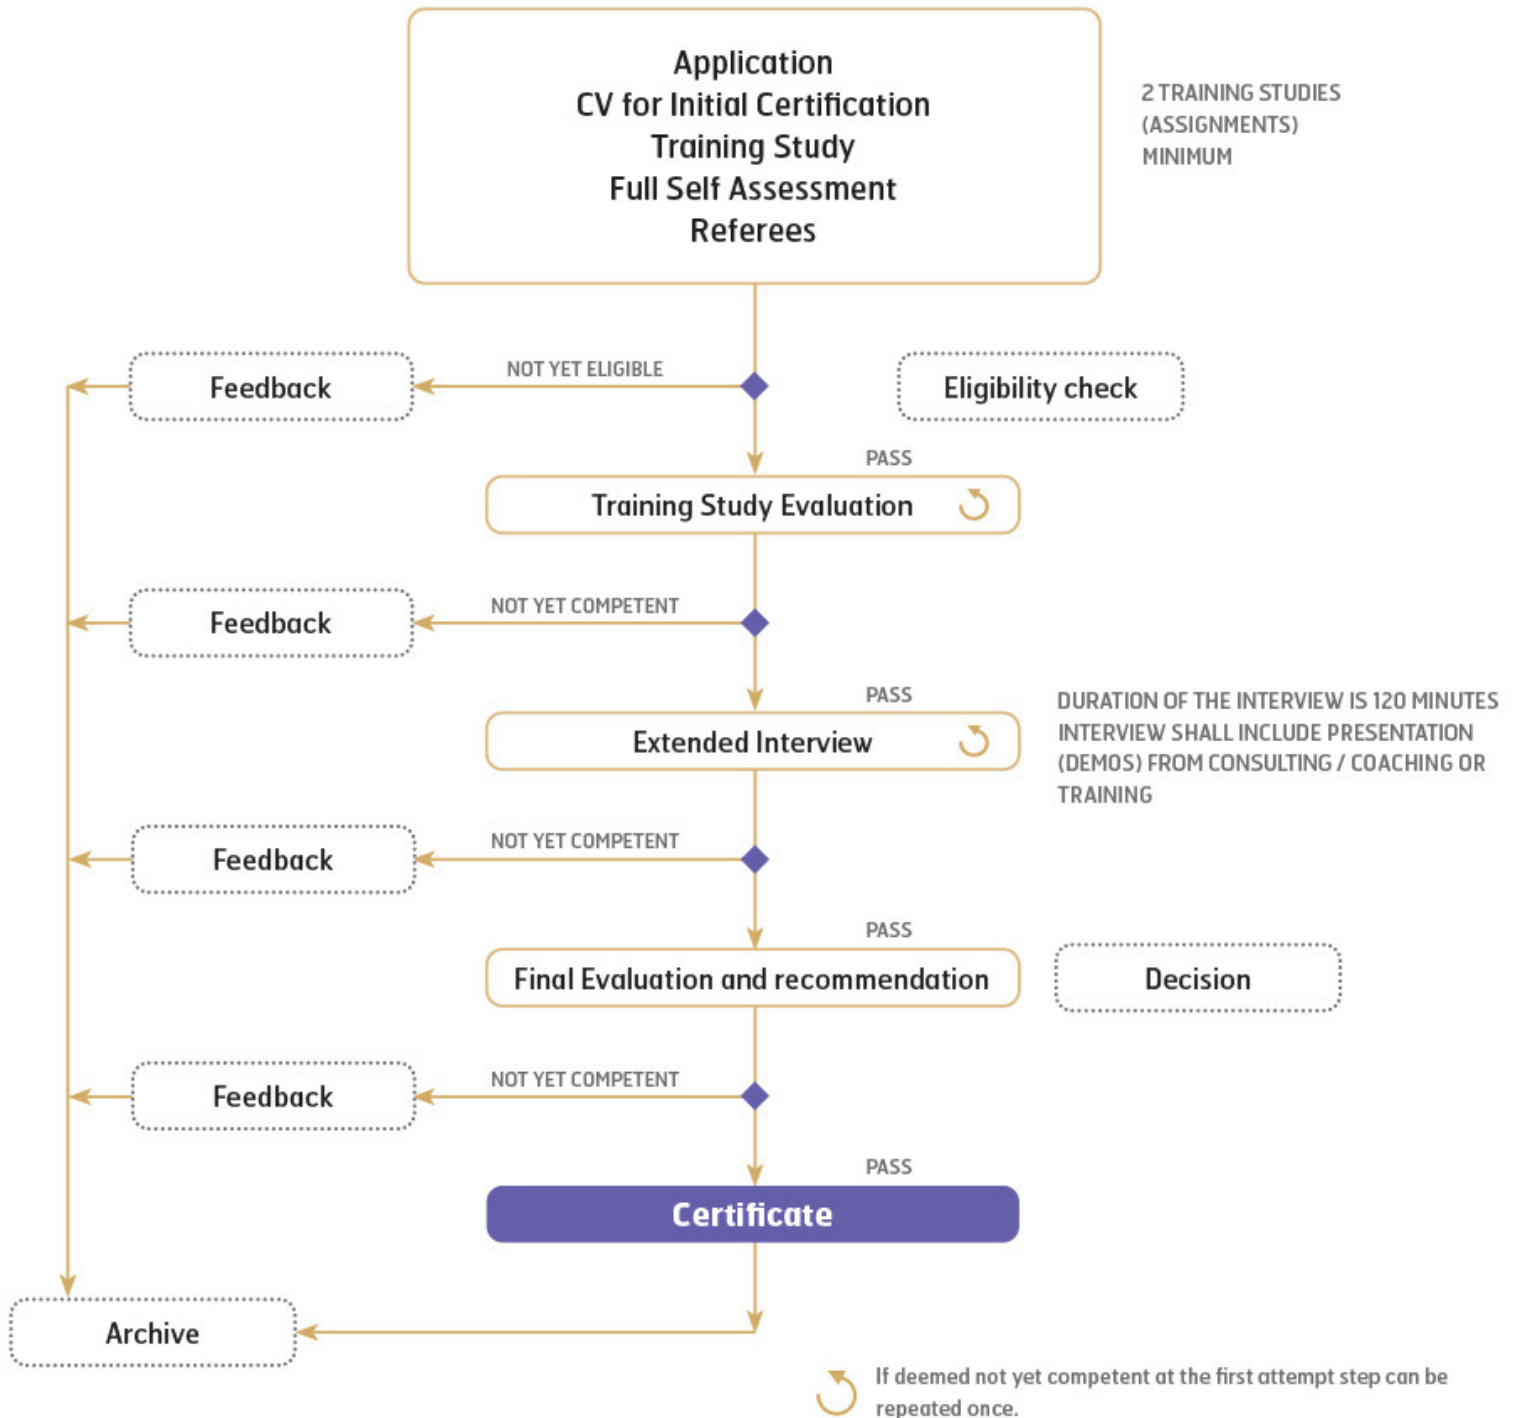 Application
CV for Initial Certification
Training Study
Full Self Assessment
Referees
2 TRAINING STUDIES
(ASSIGNMENTS)
MINIMUM
Feedback
NOT YET ELIGIBLE
Eligibility check
PASS
Training Study Evaluation
Feedback
NOT YET COMPETENT
PASS
Extended Interview
DURATION OF THE INTERVIEW IS 120 MINUTES
INTERVIEW SHALL INCLUDE PRESENTATION
(DEMOS) FROM CONSULTING / COACHING OR
TRAINING
Feedback
NOT YET COMPETENT
PASS
Final Evaluation and recommendation
Decision
Feedback
NOT YET COMPETENT
PASS
Certificate
Archive
If deemed not yet competent at the first attempt step can be
repeated once.